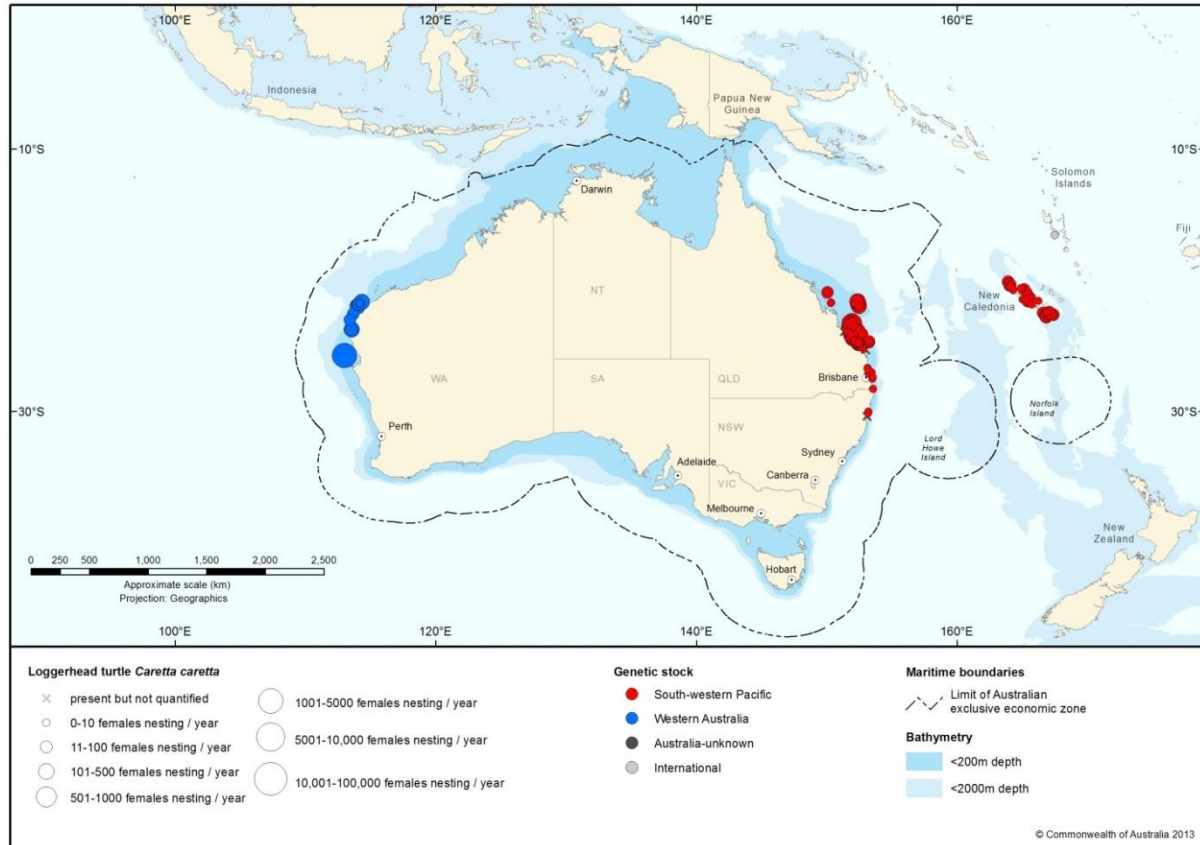 100°E
120°E
140°E
160°E
Indonesia
Papua New
Guinea
10°S
10°S
Solomon
Islands
Darwin
Fiji
NT
New
Caledonia
WA
SA
QLD
Brisbane
30°S
30°S
Norfolk
Island
Perth
NSW
Lord
Howe
Island
Sydney
Adelaide
Canberra
VIC
Melbourne
New
Zealand
Hobart
0 250 500 1,000 1,500 2,000 2,500
Approximate scale (km)
Projection: Geographics
100°E
120°E
140°E
160°E
Loggerhead turtle Caretta caretta
present but not quantified
0-10 females nesting / year
11-100 females nesting / year
101-500 females nesting / year
501-1000 females nesting / year
1001-5000 females nesting / year
5001-10,000 females nesting / year
10,001-100,000 females nesting / year
Genetic stock
South-western Pacific
Western Australia
Australia-unknown
International
Maritime boundaries
Limit of Australian
exclusive economic zone
Bathymetry
<200m depth
<2000m depth
© Commonwealth of Australia 2013